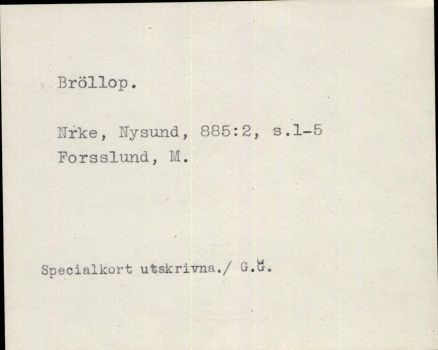 Bröllop.
Nrke, Nysund, 885:2, s.1-5
Forsslund, M.
Specialkort utskrivna./ G.Ö.